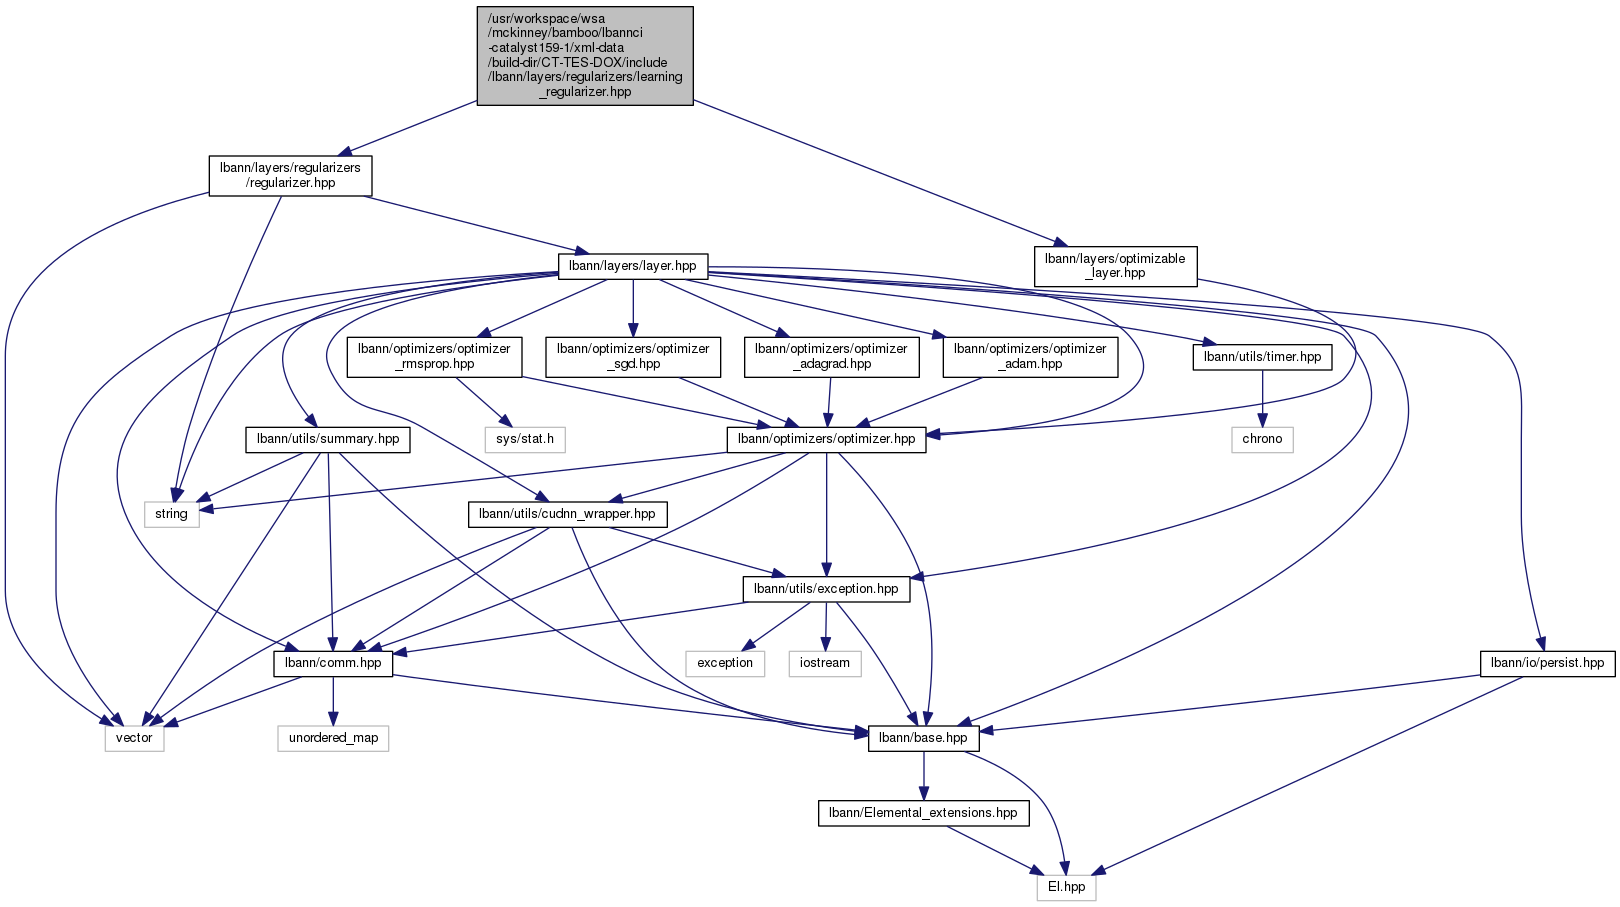 /usr/workspace/wsa
/mckinney/bamboo/lbannci
-catalyst159-1/xml-data
/build-dir/CT-TES-DOX/include
/lbann/layers/regularizers/learning
_regularizer.hpp
lbann/layers/regularizers
/regularizer.hpp
lbann/layers/layer.hpp
lbann/layers/optimizable
_layer.hpp
lbann/optimizers/optimizer
_rmsprop.hpp
lbann/optimizers/optimizer
_sgd.hpp
lbann/optimizers/optimizer
_adagrad.hpp
lbann/optimizers/optimizer
_adam.hpp
lbann/utils/timer.hpp
lbann/utils/summary.hpp
sys/stat.h
lbann/optimizers/optimizer.hpp
chrono
string
lbann/utils/cudnn_wrapper.hpp
lbann/utils/exception.hpp
lbann/comm.hpp
exception
iostream
lbann/io/persist.hpp
vector
unordered_map
lbann/base.hpp
lbann/Elemental_extensions.hpp
El.hpp